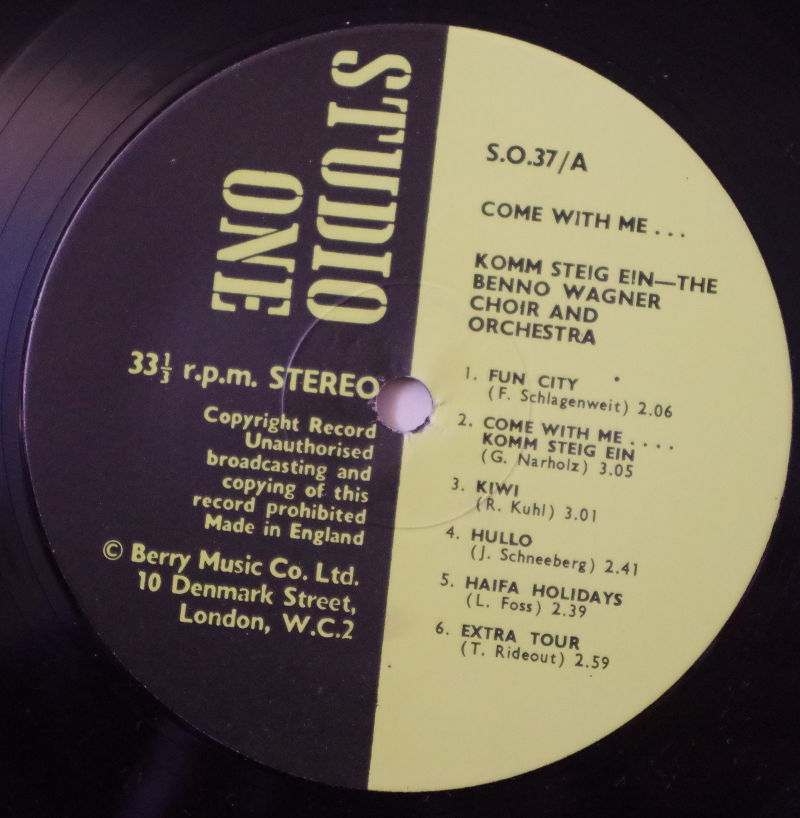 STUDIO
ONE
33⅓ r.p.m. STEREO
Copyright Record
Unauthorised
broadcasting and
copying of this
record prohibited
Made in England
© Berry Music Co. Ltd.
10 Denmark Street,
London, W.C.2
S.O.37/A
COME WITH ME . . .
KOMM STEIG EIN—THE
BENNO WAGNER
CHOIR AND
ORCHESTRA
1. FUN CITY
(F. Schlagenweit) 2.06
2. COME WITH ME . . . .
KOMM STEIG EIN
(G. Narholz) 3.05
3. KIWI
(R. Kuhl) 3.01
4. HULLO
(J. Schneeberg) 2.41
5. HAIFA HOLIDAYS
(L. Foss) 2.39
6. EXTRA TOUR
(T. Rideout) 2.59